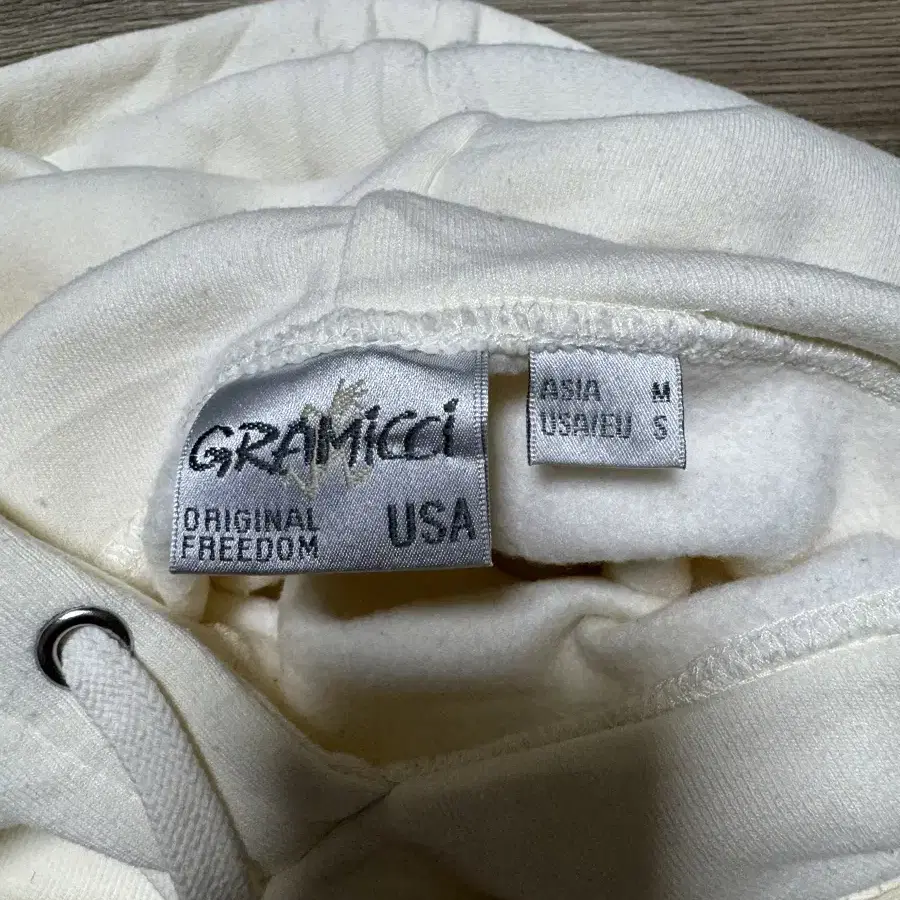 GRAMiCCi
ORIGINAL
FREEDOM
USA
ASIA M
USA/EU S